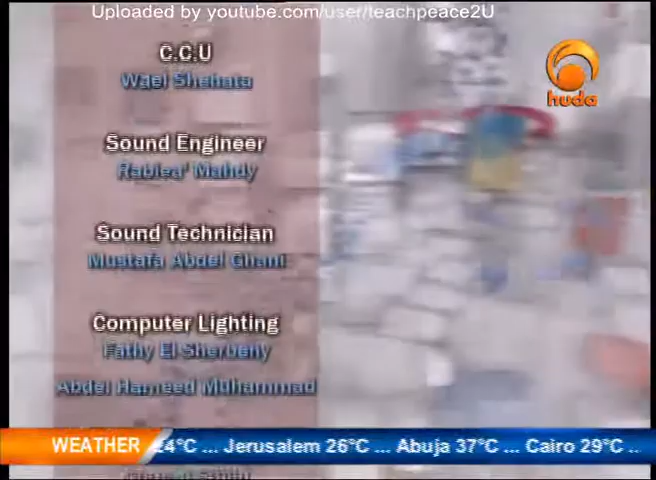 Uploaded by youtube.com/user/teachpeace2U
C.C.U
Wael Shehata
huda
Sound Engineer
Rabiea' Mahdy
Sound Technician
Mustafa Abdel Ghani
Computer Lighting
Fathy El Sherbeny
Abdel Hameed Muhammad
WEATHER 24°C ... Jerusalem 26°C ... Abuja 37°C ... Cairo 29°C ..